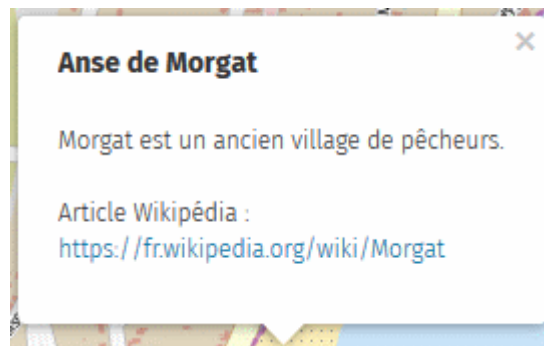 Anse de Morgat
Morgat est un ancien village de pêcheurs.
Article Wikipédia :
https://fr.wikipedia.org/wiki/Morgat